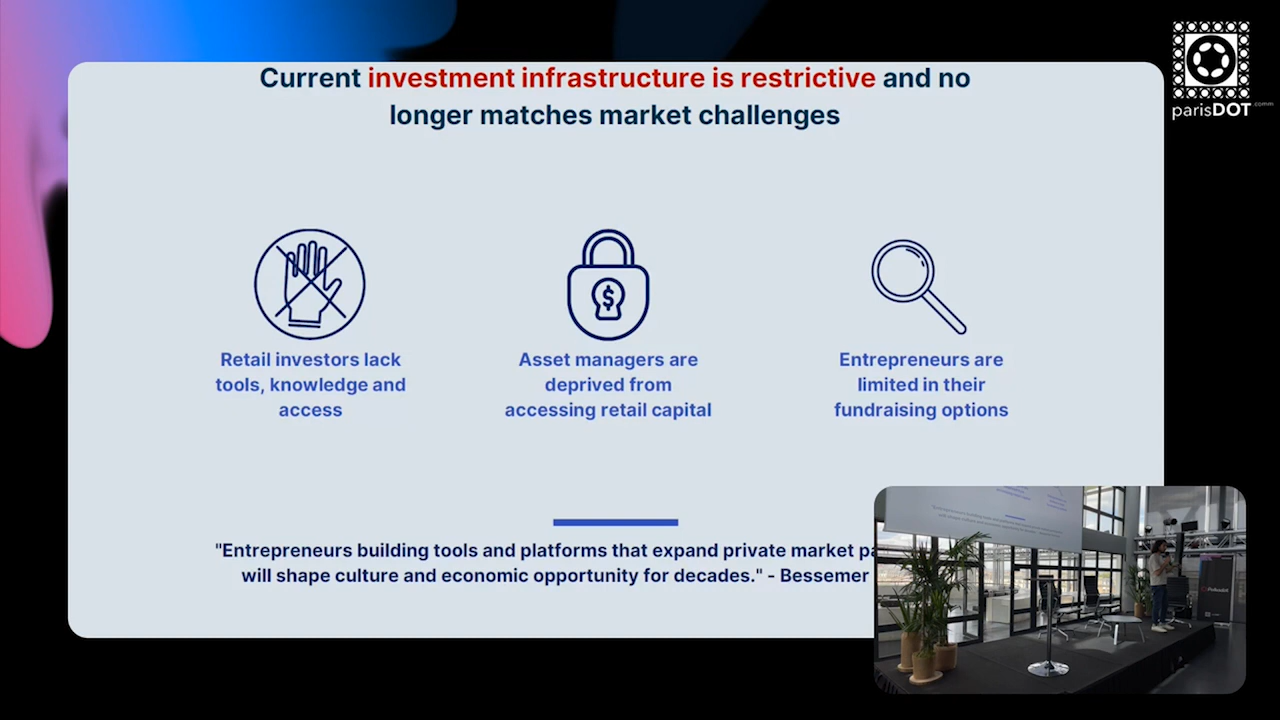 Current investment infrastructure is restrictive and no
longer matches market challenges
Retail investors lack
tools, knowledge and
access
Asset managers are
deprived from
accessing retail capital
Entrepreneurs are
limited in their
fundraising options
"Entrepreneurs building tools and platforms that expand private market
will shape culture and economic opportunity for decades." - Bessemer
parisDOT.comm